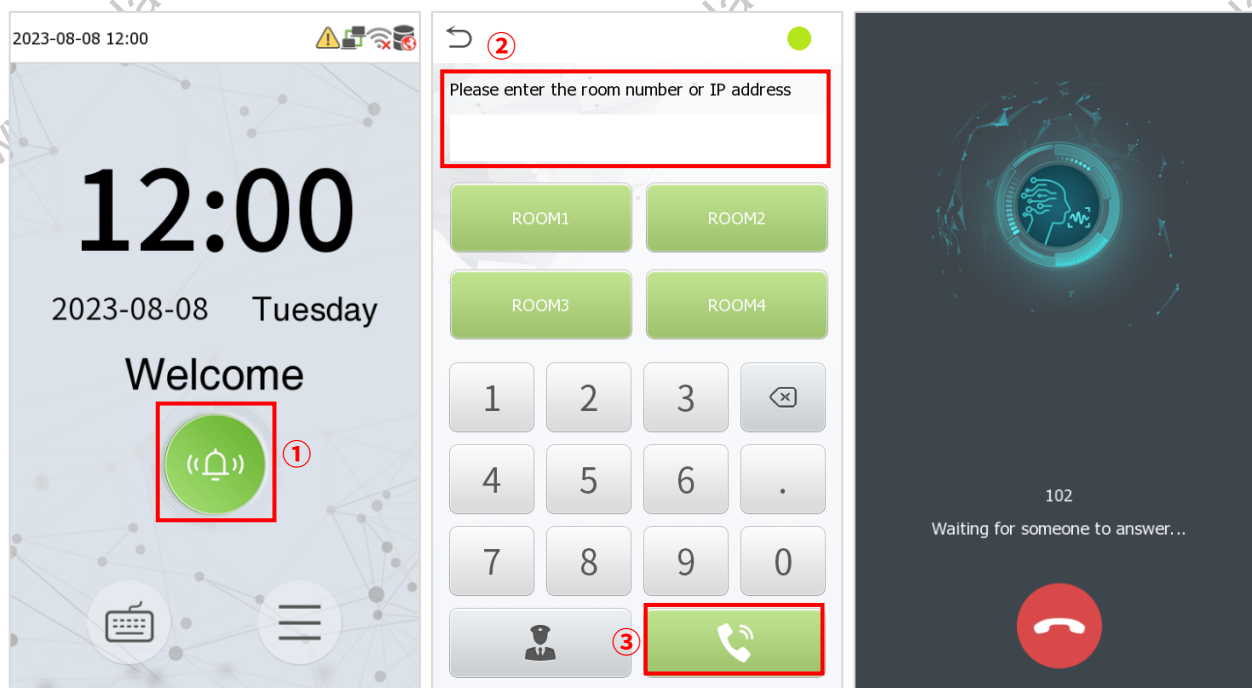 2023-08-08 12:00
12:00
2023-08-08 Tuesday
Welcome
①
②
Please enter the room number or IP address
ROOM1 ROOM2
ROOM3 ROOM4
1 2 3
4 5 6 .
7 8 9 0
③
102
Waiting for someone to answer...